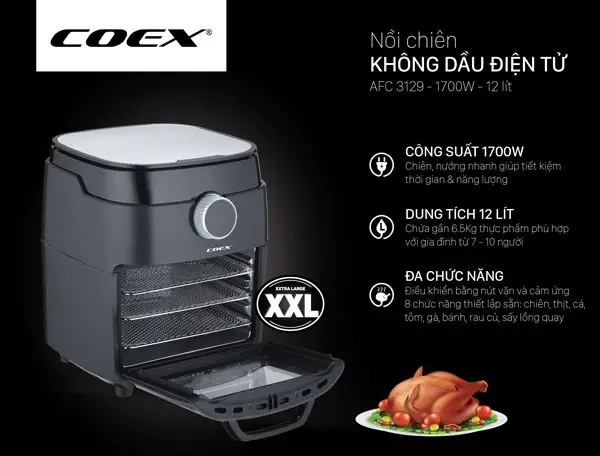 COEX®
Nồi chiên
KHÔNG DẦU ĐIỆN TỬ
AFC 3129 - 1700W - 12 lít
CÔNG SUẤT 1700W
Chiên, nướng nhanh giúp tiết kiệm
thời gian & năng lượng
DUNG TÍCH 12 LÍT
Chứa gần 6.5Kg thực phẩm phù hợp
với gia đình từ 7 - 10 người
ĐA CHỨC NĂNG
Điều khiển bằng nút vặn và cảm ứng
8 chức năng thiết lập sẵn: chiên, thịt, cá,
tôm, gà, bánh, rau củ, sấy lồng quay
COEX
EXTRA LARGE
XXL